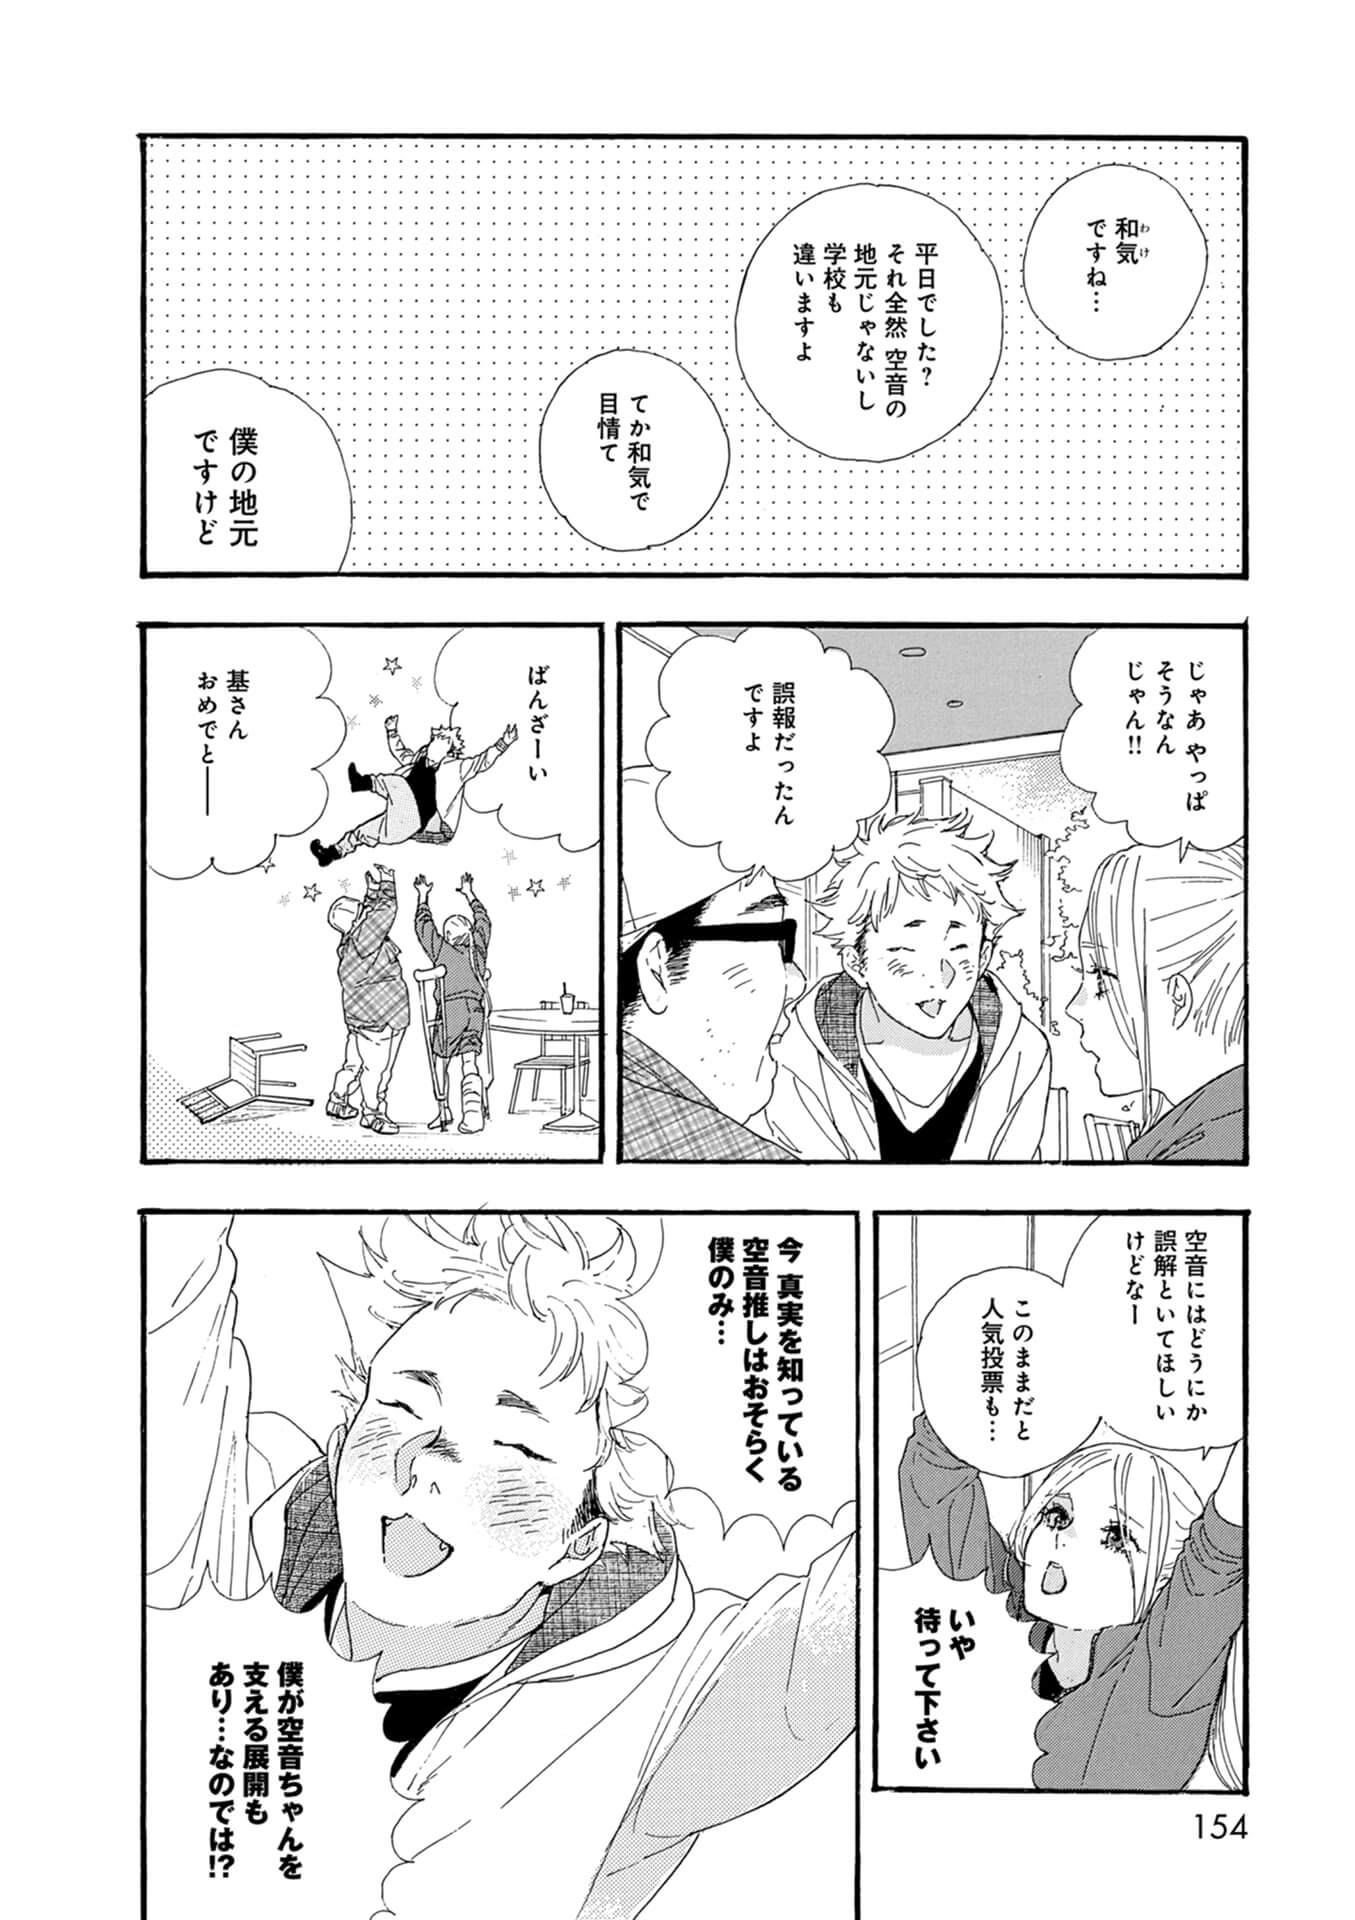 和気
わけ
ですね…
平日でした?
それ全然 空音の
地元じゃないし
学校も
違いますよ
てか和気で
目情て
僕の地元
ですけど
じゃあ やっぱ
そうなん
じゃん!!
誤報だったん
ですよ
ばんざーい
基さん
おめでと──
空音にはどうにか
誤解といてほしい
けどなー
このままだと
人気投票も…
いや
待って下さい
今 真実を知っている
空音推しはおそらく
僕のみ…
僕が空音ちゃんを
支える展開も
あり…なのでは!?
154